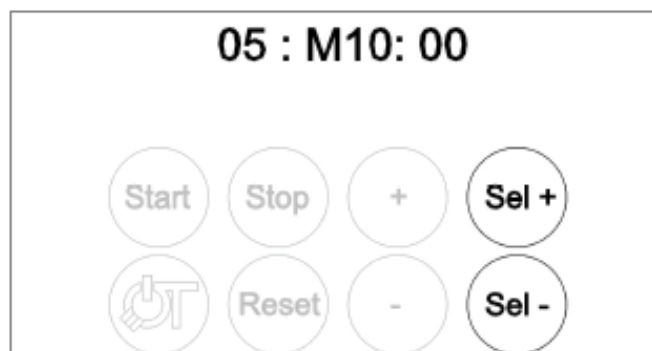 05 : M10: 00
Start Stop + Sel +
Reset - Sel -